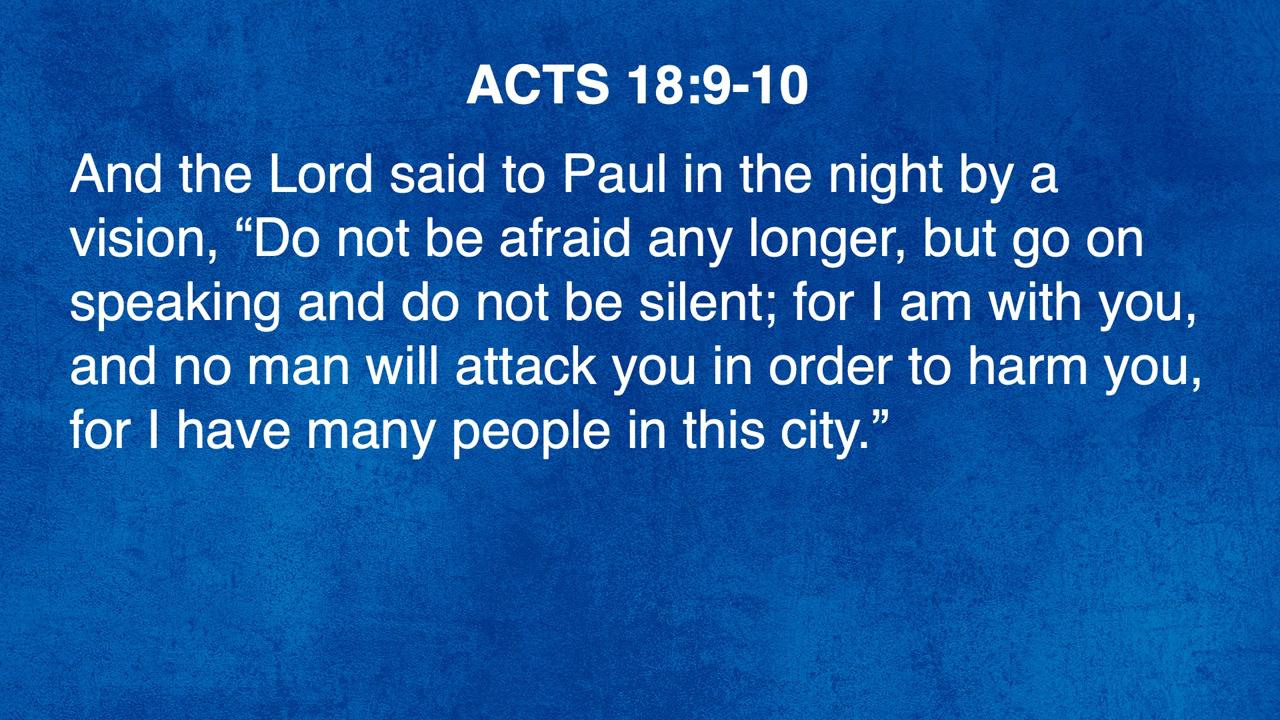 ACTS 18:9-10
And the Lord said to Paul in the night by a
vision, “Do not be afraid any longer, but go on
speaking and do not be silent; for I am with you,
and no man will attack you in order to harm you,
for I have many people in this city.”